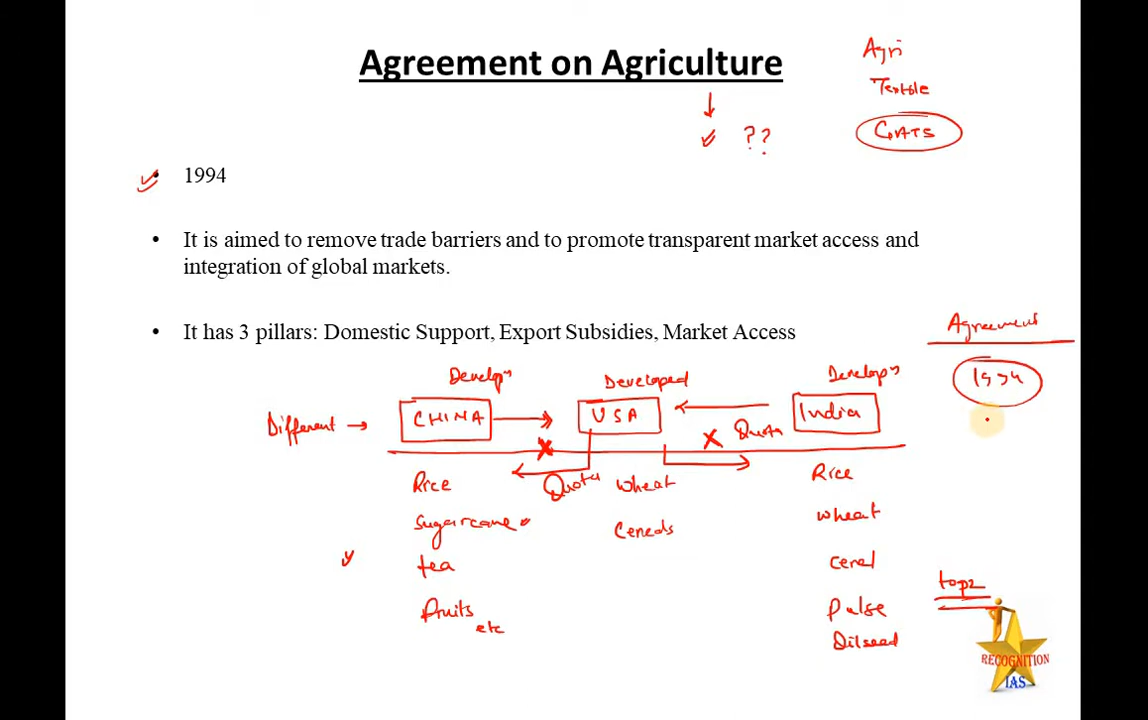 Agreement on Agriculture
Agri
Textile
GATS
??
• 1994
• It is aimed to remove trade barriers and to promote transparent market access and
integration of global markets.
• It has 3 pillars: Domestic Support, Export Subsidies, Market Access
Agreement
1994
Develop
Developed
Develop
Different
CHINA
USA
India
Quota
Quota
Rice
Sugarcane
tea
fruits
etc
Wheat
Rice
Wheat
Pulse
Oilseed
RECOGNITION
IAS